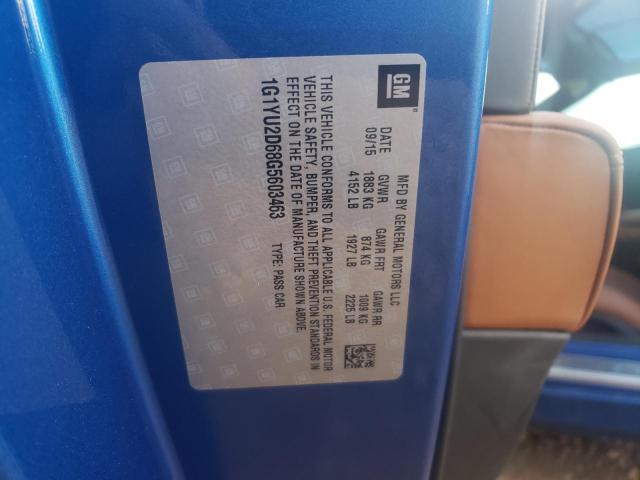 GM
MFD BY GENERAL MOTORS LLC
DATE GVWR GAWR FRT GAWR RR
09/15 1883 KG 874 KG 1009 KG
4152 LB 1927 LB 2225 LB
THIS VEHICLE CONFORMS TO ALL APPLICABLE U.S. FEDERAL MOTOR
VEHICLE SAFETY, BUMPER, AND THEFT PREVENTION STANDARDS IN
EFFECT ON THE DATE OF MANUFACTURE SHOWN ABOVE.
1G1YU2D68G5603463 TYPE: PASS CAR